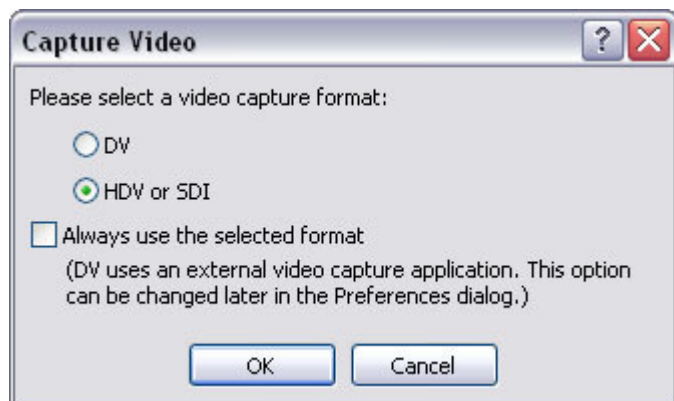 Capture Video
?
Please select a video capture format:
DV
HDV or SDI
Always use the selected format
(DV uses an external video capture application. This option
can be changed later in the Preferences dialog.)
OK
Cancel